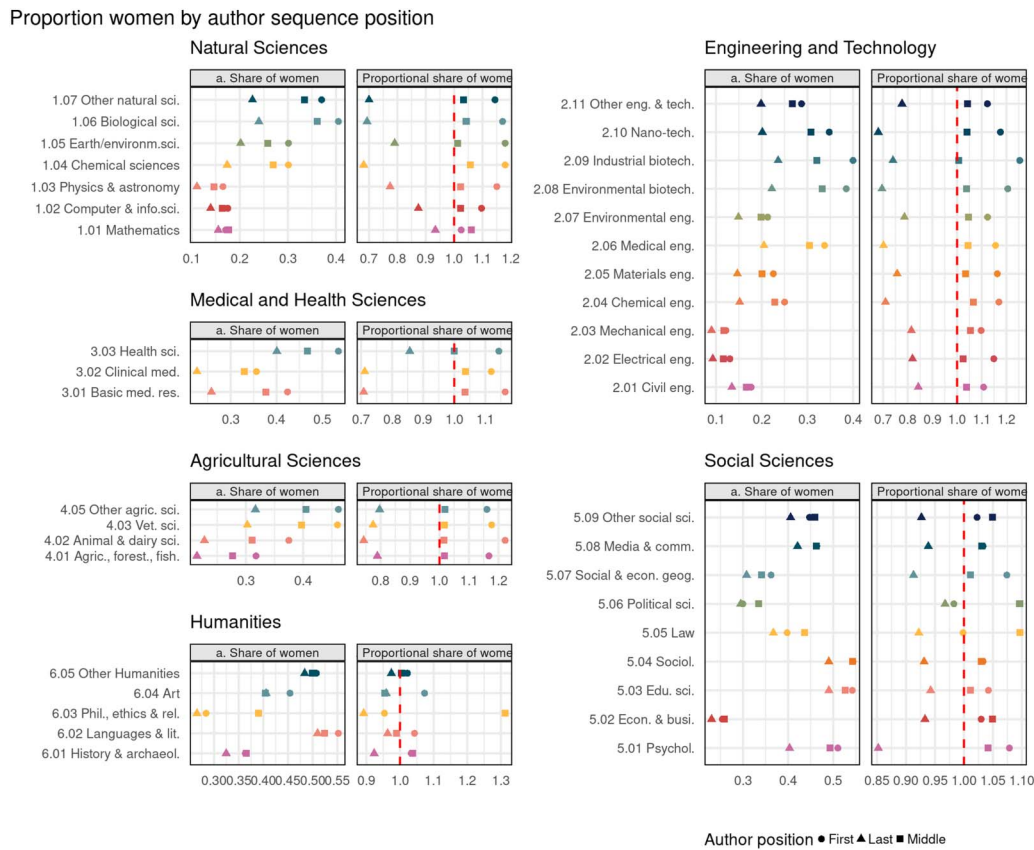 Proportion women by author sequence position
Natural Sciences
a. Share of women
Proportional share of wome
1.07 Other natural sci.
1.06 Biological sci.
1.05 Earth/environm.sci.
1.04 Chemical sciences
1.03 Physics & astronomy
1.02 Computer & info.sci.
1.01 Mathematics
0.1 0.2 0.3 0.4
0.7 0.8 0.9 1.0 1.1 1.2
Medical and Health Sciences
a. Share of women
Proportional share of wome
3.03 Health sci.
3.02 Clinical med.
3.01 Basic med. res.
0.3 0.4 0.5
0.7 0.8 0.9 1.0 1.1
Agricultural Sciences
a. Share of women
Proportional share of wome
4.05 Other agric. sci.
4.03 Vet. sci.
4.02 Animal & dairy sci.
4.01 Agric., forest., fish.
0.3 0.4
0.8 0.9 1.0 1.1 1.2
Humanities
a. Share of women
Proportional share of wome
6.05 Other Humanities
6.04 Art
6.03 Phil., ethics & rel.
6.02 Languages & lit.
6.01 History & archaeol.
0.30 0.35 0.40 0.45 0.50 0.55
0.9 1.0 1.1 1.2 1.3
Engineering and Technology
a. Share of women
Proportional share of wome
2.11 Other eng. & tech.
2.10 Nano-tech.
2.09 Industrial biotech.
2.08 Environmental biotech.
2.07 Environmental eng.
2.06 Medical eng.
2.05 Materials eng.
2.04 Chemical eng.
2.03 Mechanical eng.
2.02 Electrical eng.
2.01 Civil eng.
0.1 0.2 0.3 0.4
0.7 0.8 0.9 1.0 1.1 1.2
Social Sciences
a. Share of women
Proportional share of wome
5.09 Other social sci.
5.08 Media & comm.
5.07 Social & econ. geog.
5.06 Political sci.
5.05 Law
5.04 Sociol.
5.03 Edu. sci.
5.02 Econ. & busi.
5.01 Psychol.
0.3 0.4 0.5
0.85 0.90 0.95 1.00 1.05 1.10
Author position First Last Middle